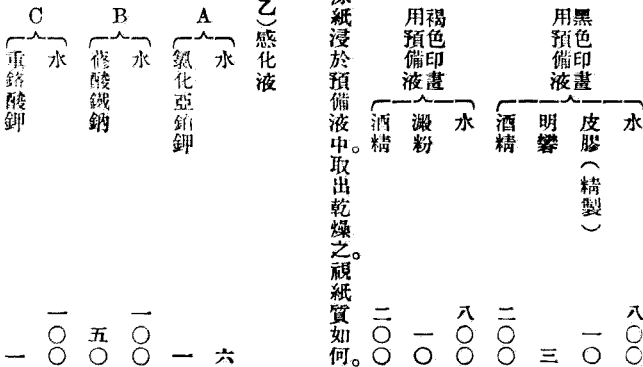 黑色印畫用預備液
水 八〇〇
皮膠(精製) 一〇
明礬 三
酒精 二〇〇
褐色印畫用預備液
水 八〇〇
澱粉 一〇
酒精 二〇〇
紙浸於預備液中。取出乾燥之。視紙質如何。
乙)感化液
A
水 六
氯化亞鉑鉀 一
B
水 一〇〇
蓚酸鐵鈉 五〇
C
水 一〇〇
重鉻酸鉀 一